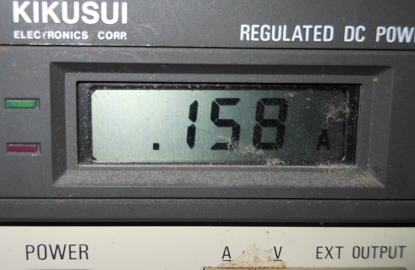 KIKUSUI
ELECTRONICS CORP.
REGULATED DC POW
.158 A
POWER
A V EXT OUTPUT